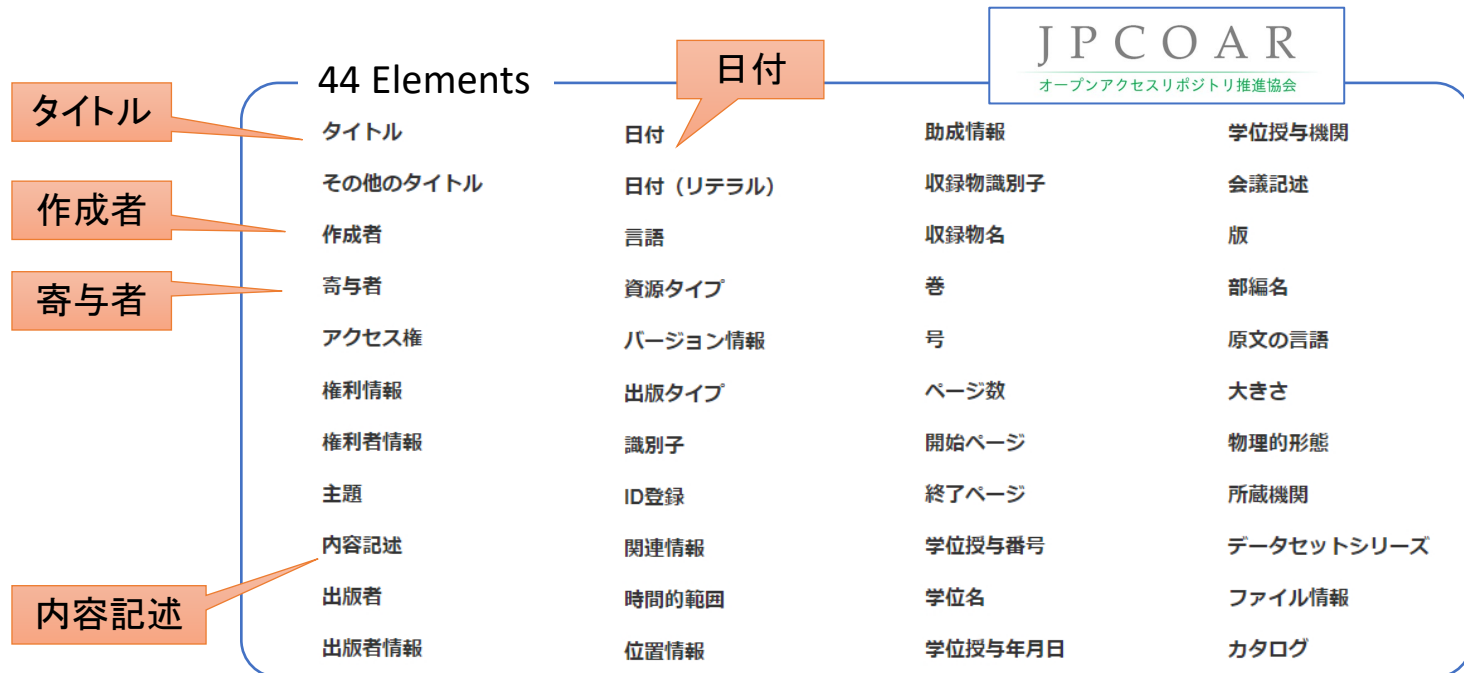 JPCOAR
オープンアクセスリポジトリ推進協会
44 Elements
日付
タイトル
作成者
寄与者
内容記述
タイトル
その他のタイトル
作成者
寄与者
アクセス権
権利情報
権利者情報
主題
内容記述
出版者
出版者情報
日付
日付（リテラル）
言語
資源タイプ
バージョン情報
出版タイプ
識別子
ID登録
関連情報
時間的範囲
位置情報
助成情報
収録物識別子
収録物名
巻
号
ページ数
開始ページ
終了ページ
学位授与番号
学位名
学位授与年月日
学位授与機関
会議記述
版
部編名
原文の言語
大きさ
物理的形態
所蔵機関
データセットシリーズ
ファイル情報
カタログ